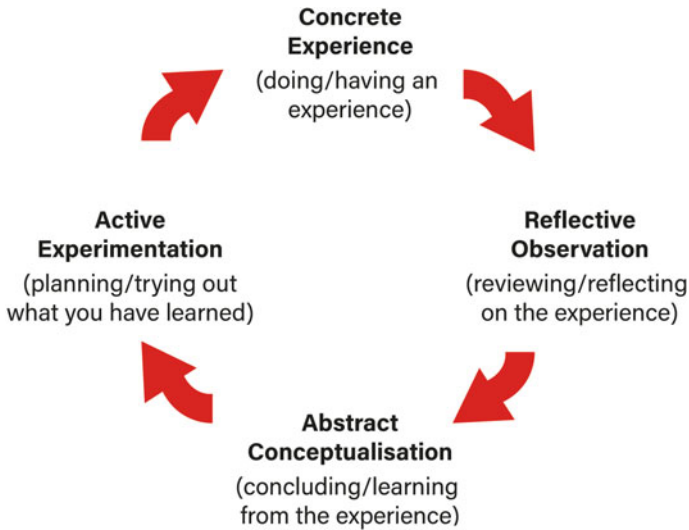 Concrete
Experience
(doing/having an
experience)
Reflective
Observation
(reviewing/reflecting
on the experience)
Abstract
Conceptualisation
(concluding/learning
from the experience)
Active
Experimentation
(planning/trying out
what you have learned)